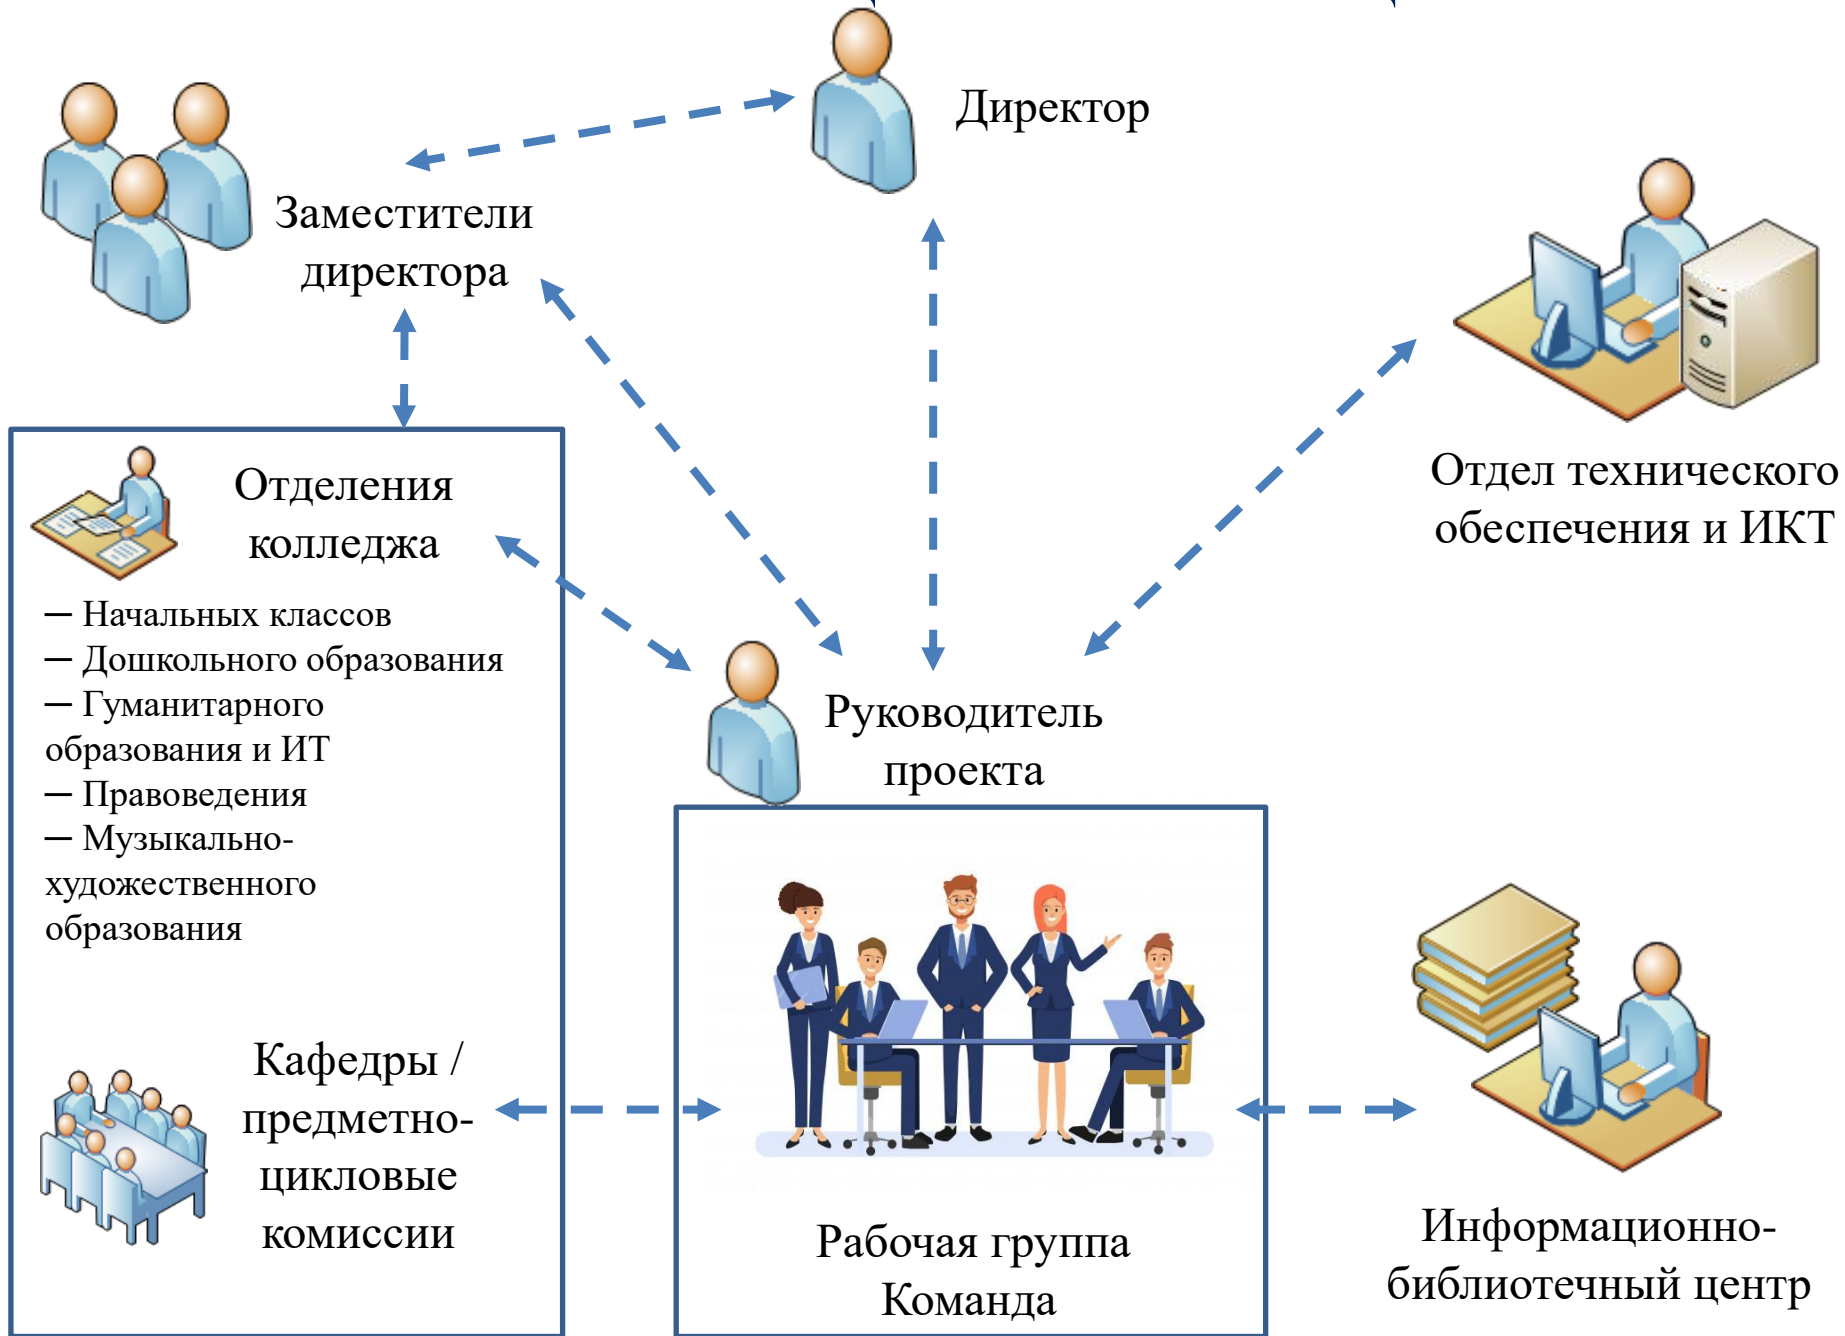 Директор
Заместители
директора
Отдел технического
обеспечения и ИКТ
Отделения
колледжа
─ Начальных классов
─ Дошкольного образования
─ Гуманитарного
образования и ИТ
─ Правоведения
─ Музыкально-
художественного
образования
Руководитель
проекта
Кафедры /
предметно-
цикловые
комиссии
Рабочая группа
Команда
Информационно-
библиотечный центр